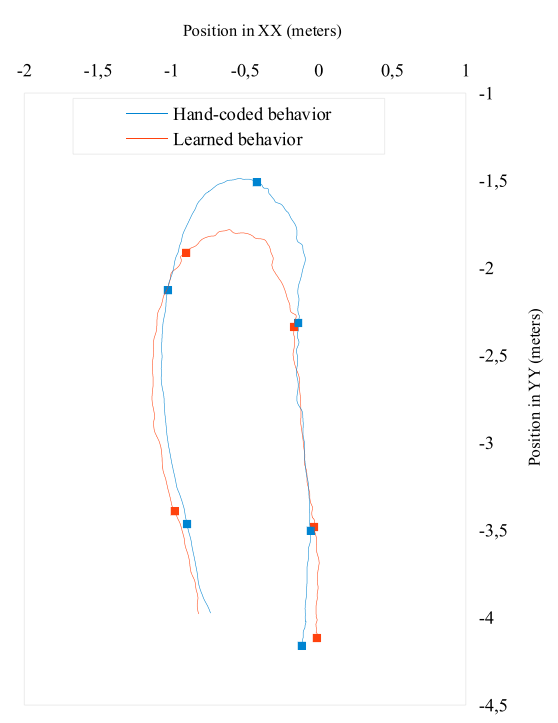 Position in XX (meters)
-2 -1,5 -1 -0,5 0 0,5 1
Hand-coded behavior
Learned behavior
-1
-1,5
-2
-2,5
-3
-3,5
-4
-4,5
Position in YY (meters)